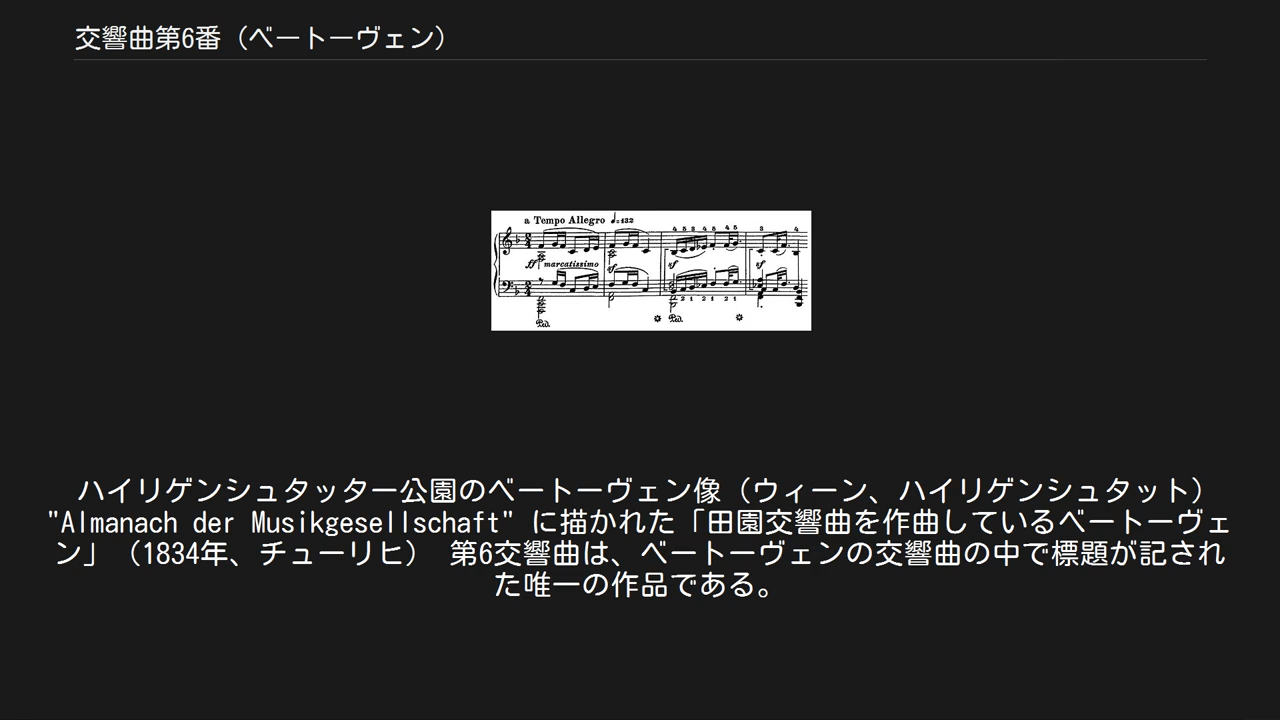 交響曲第6番（ベートーヴェン）
a Tempo Allegro ♩=132
ff marcatissimo
ハイリゲンシュタッター公園のベートーヴェン像（ウィーン、ハイリゲンシュタット）
"Almanach der Musikgesellschaft" に描かれた「田園交響曲を作曲しているベートーヴェ
ン」（1834年、チューリヒ） 第6交響曲は、ベートーヴェンの交響曲の中で標題が記され
た唯一の作品である。